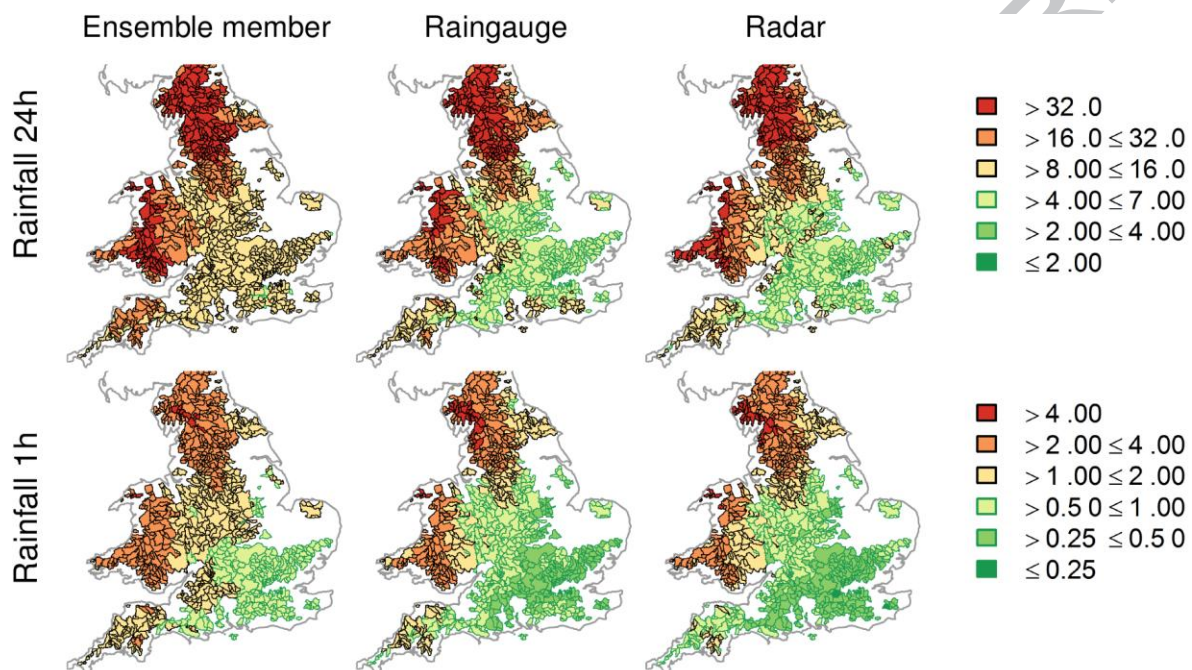 Ensemble member Raingauge Radar
Rainfall 24h
> 32 .0
> 16 .0 ≤ 32 .0
> 8 .00 ≤ 16 .0
> 4 .00 ≤ 7 .00
> 2 .00 ≤ 4 .00
≤ 2 .00
Rainfall 1h
> 4 .00
> 2 .00 ≤ 4 .00
> 1 .00 ≤ 2 .00
> 0.5 0 ≤ 1 .00
> 0.25 ≤ 0.5 0
≤ 0.25